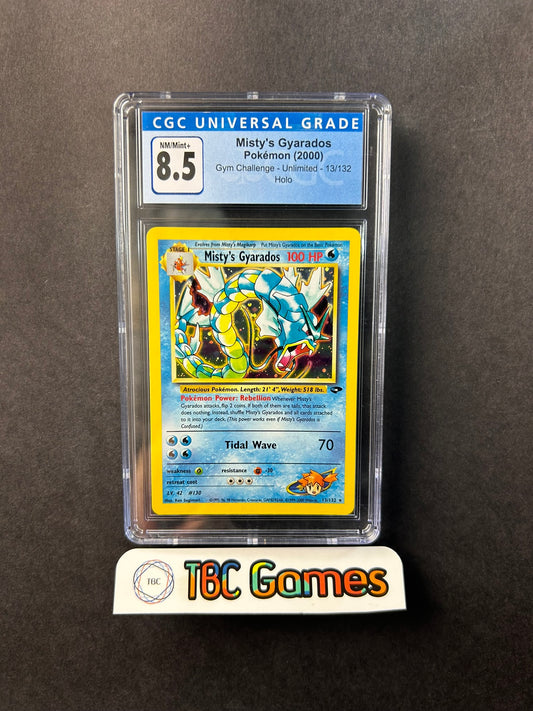 CGC UNIVERSAL GRADE
NM/Mint+
8.5
Misty's Gyarados
Pokémon (2000)
Gym Challenge - Unlimited - 13/132
Holo
Evolves from Misty's Magikarp Put Misty's Gyarados on the Basic Pokémon
STAGE 1
Misty's Gyarados 100 HP
Atrocious Pokémon. Length: 21' 4", Weight: 518 lbs.
Pokémon Power: Rebellion Whenever Misty's
Gyarados attacks, flip 2 coins. If both of them are tails, that attack
does nothing. Instead, shuffle Misty's Gyarados and all cards attached
to it into your deck. (This power works even if Misty's Gyarados is
Confused.)
Tidal Wave 70
weakness resistance -30
retreat cost
LV. 42 #130
13/132
TBC
TBC Games